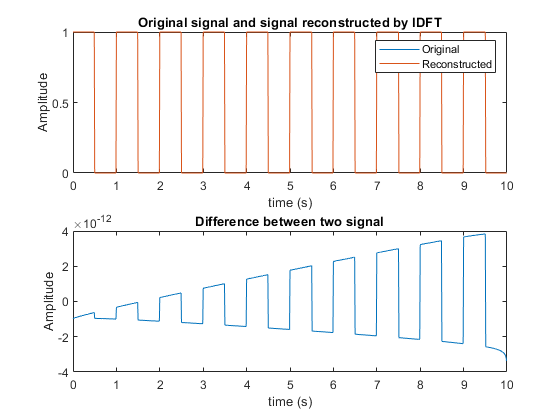 Original signal and signal reconstructed by IDFT
1
0.5
0
Amplitude
Original
Reconstructed
0 1 2 3 4 5 6 7 8 9 10
time (s)
Difference between two signal
×10^-12
4
2
0
-2
-4
Amplitude
0 1 2 3 4 5 6 7 8 9 10
time (s)